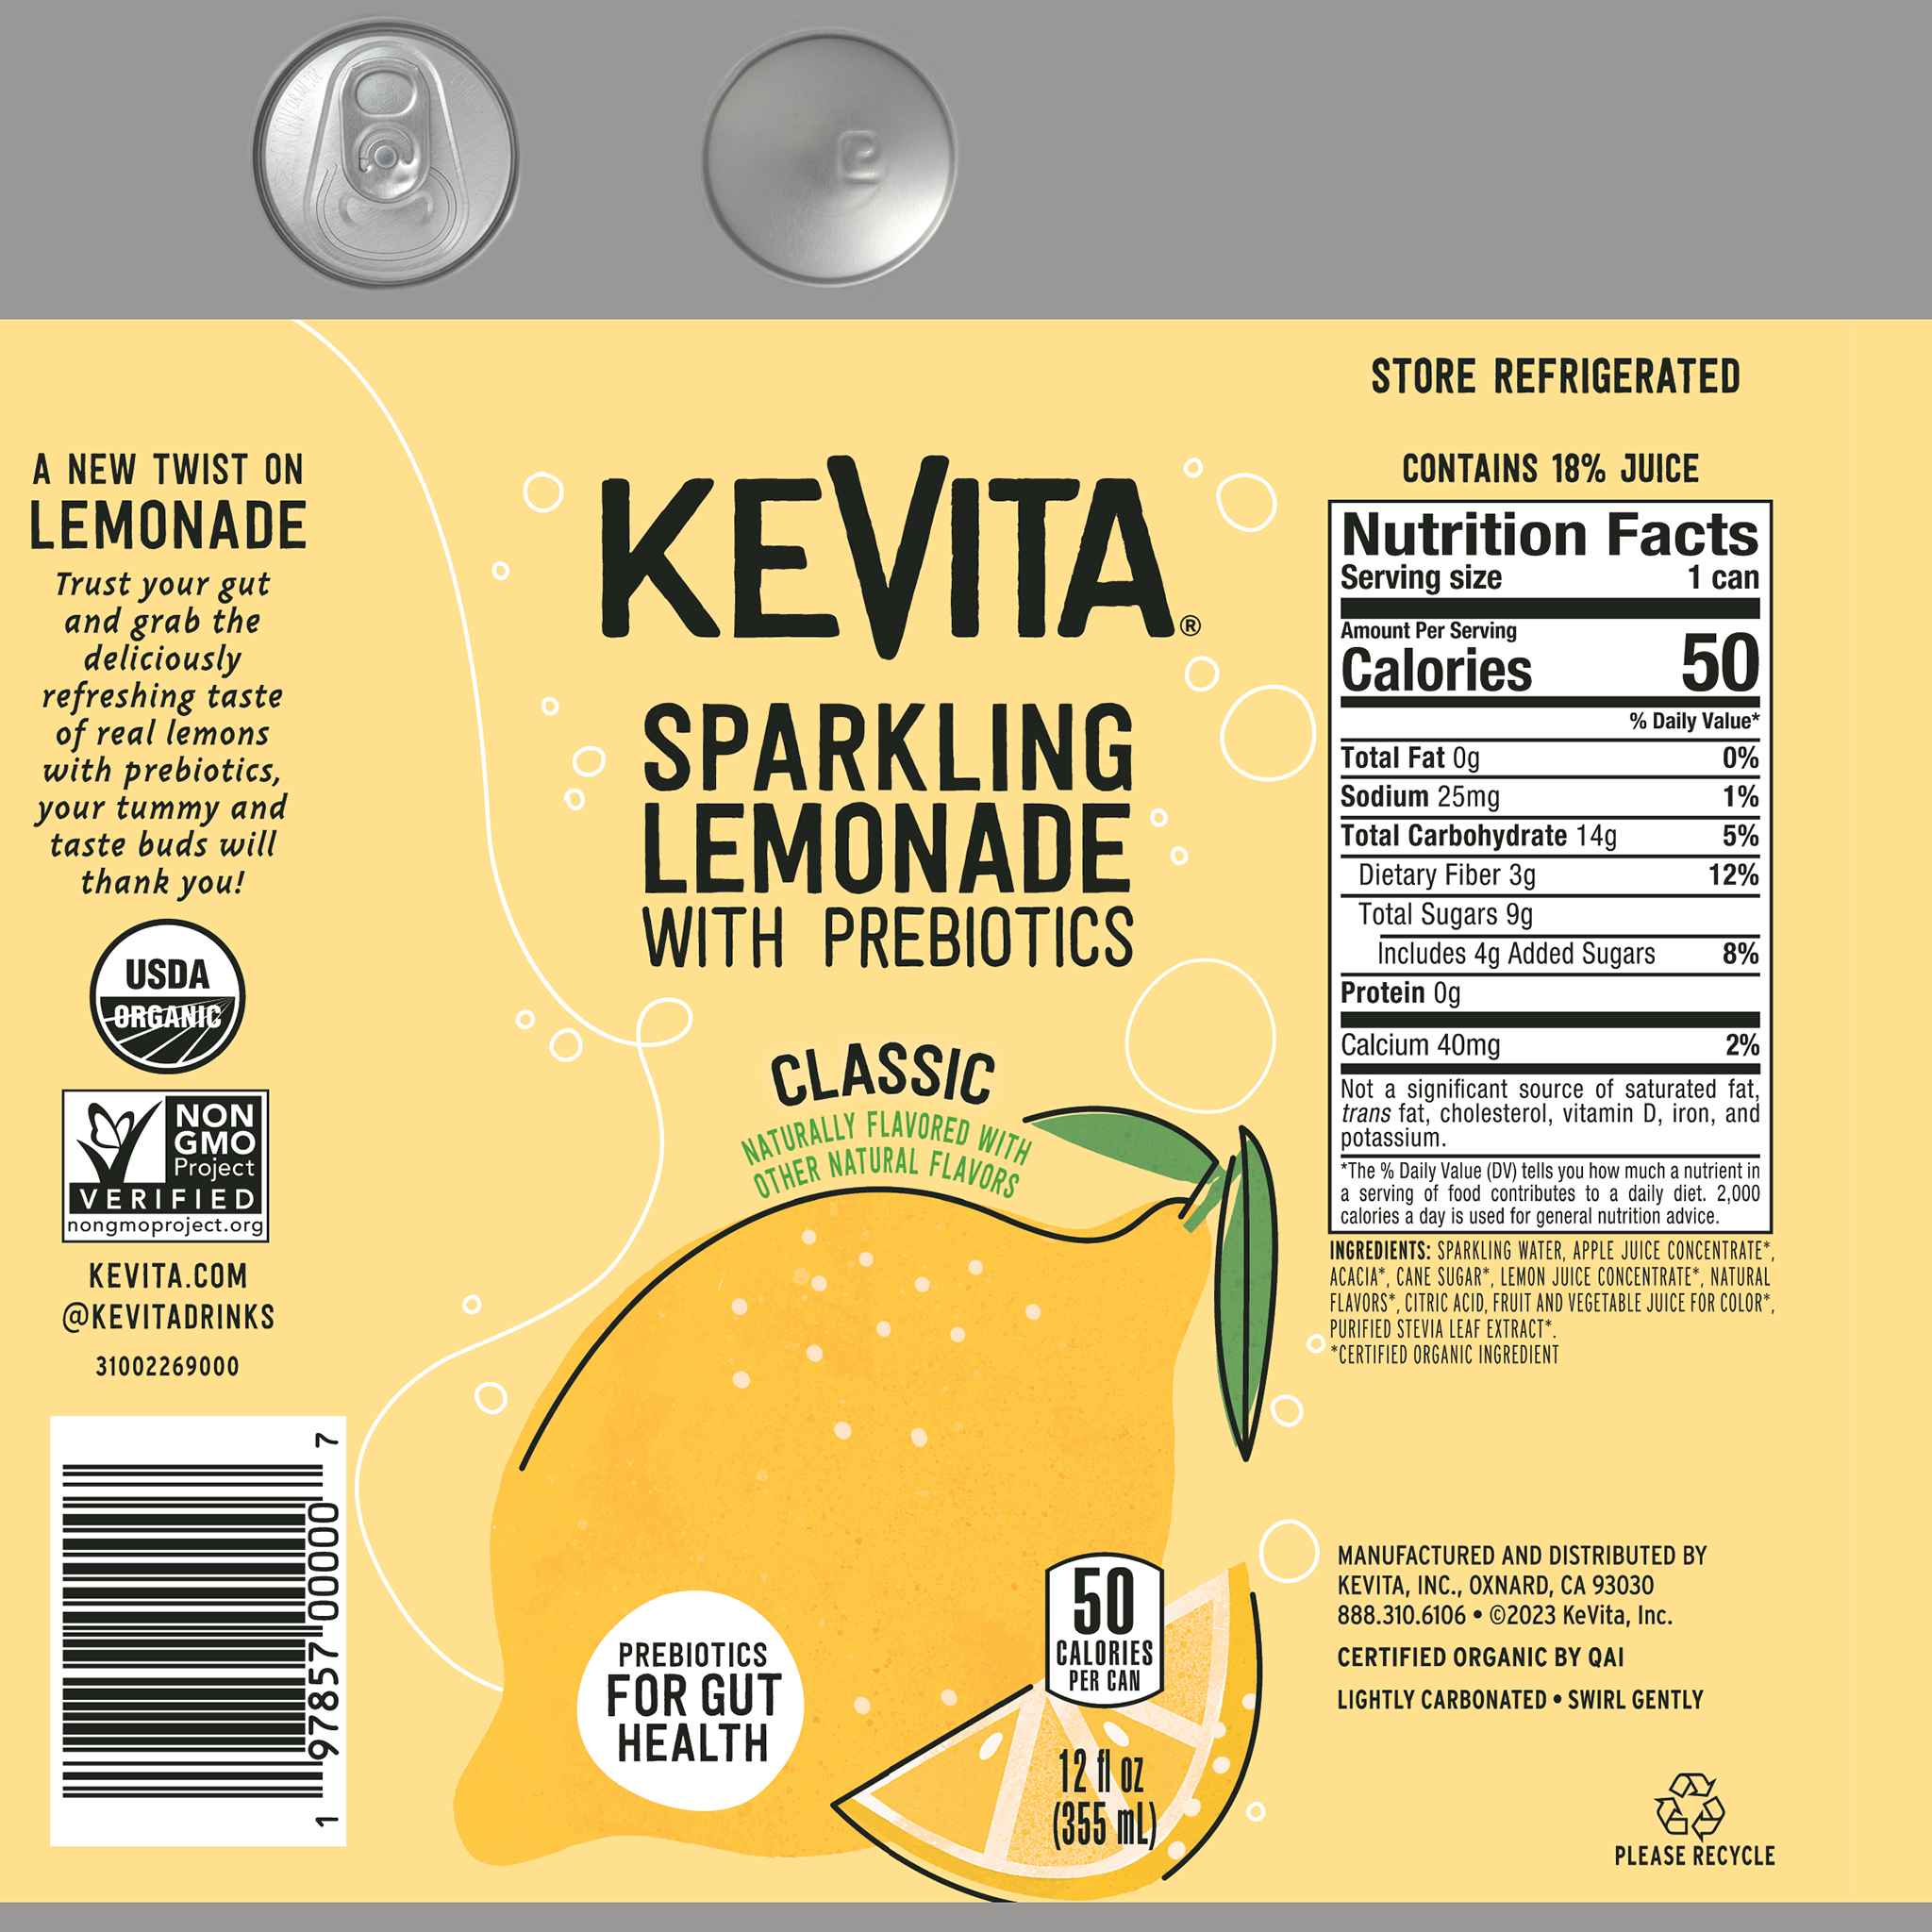 A NEW TWIST ON
LEMONADE
Trust your gut
and grab the
deliciously
refreshing taste
of real lemons
with prebiotics,
your tummy and
taste buds will
thank you!
USDA
ORGANIC
NON
GMO
Project
VERIFIED
nongmoproject.org
KEVITA.COM
@KEVITADRINKS
31002269000
1 97857 00000 7
KEVITA®
SPARKLING
LEMONADE
WITH PREBIOTICS
CLASSIC
NATURALLY FLAVORED WITH
OTHER NATURAL FLAVORS
PREBIOTICS
FOR GUT
HEALTH
50
CALORIES
PER CAN
12 fl oz
(355 mL)
STORE REFRIGERATED
CONTAINS 18% JUICE
Nutrition Facts
Serving size 1 can
Amount Per Serving
Calories 50
% Daily Value*
Total Fat 0g 0%
Sodium 25mg 1%
Total Carbohydrate 14g 5%
Dietary Fiber 3g 12%
Total Sugars 9g
Includes 4g Added Sugars 8%
Protein 0g
Calcium 40mg 2%
Not a significant source of saturated fat,
trans fat, cholesterol, vitamin D, iron, and
potassium.
*The % Daily Value (DV) tells you how much a nutrient in
a serving of food contributes to a daily diet. 2,000
calories a day is used for general nutrition advice.
INGREDIENTS: SPARKLING WATER, APPLE JUICE CONCENTRATE*,
ACACIA*, CANE SUGAR*, LEMON JUICE CONCENTRATE*, NATURAL
FLAVORS*, CITRIC ACID, FRUIT AND VEGETABLE JUICE FOR COLOR*,
PURIFIED STEVIA LEAF EXTRACT*.
*CERTIFIED ORGANIC INGREDIENT
MANUFACTURED AND DISTRIBUTED BY
KEVITA, INC., OXNARD, CA 93030
888.310.6106 • ©2023 KeVita, Inc.
CERTIFIED ORGANIC BY QAI
LIGHTLY CARBONATED • SWIRL GENTLY
PLEASE RECYCLE